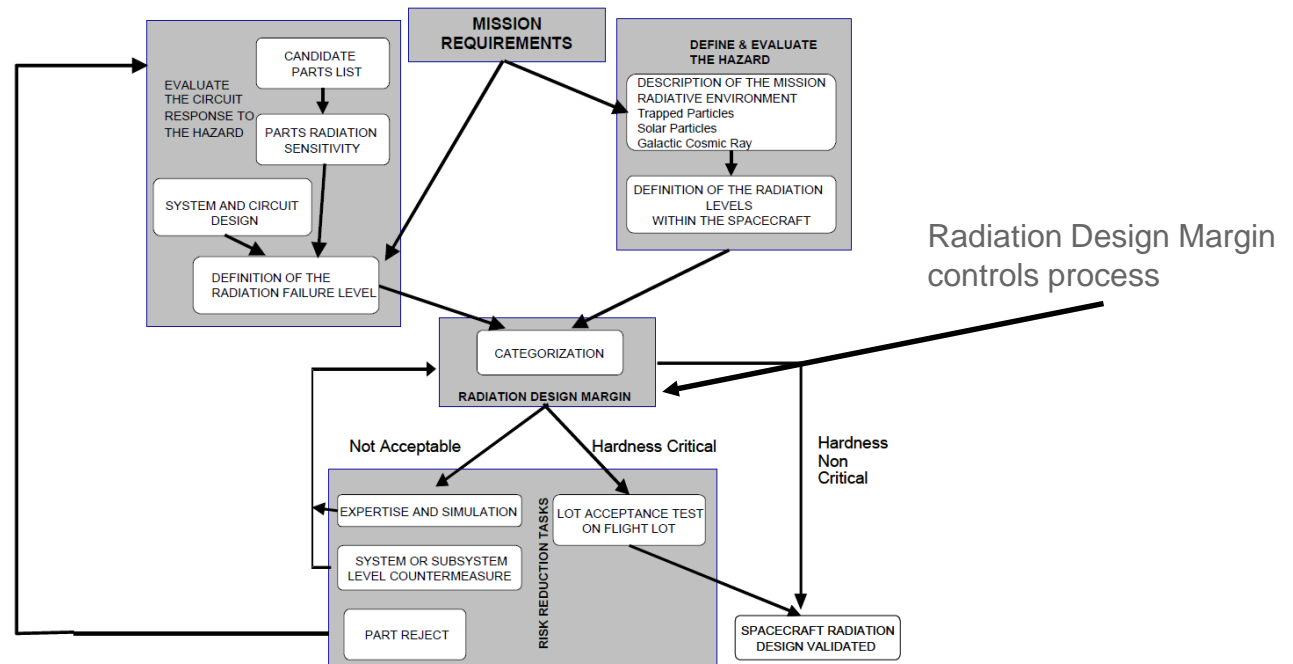 MISSION
REQUIREMENTS
EVALUATE
THE CIRCUIT
RESPONSE TO
THE HAZARD
CANDIDATE
PARTS LIST
PARTS RADIATION
SENSITIVITY
SYSTEM AND CIRCUIT
DESIGN
DEFINITION OF THE
RADIATION FAILURE LEVEL
DEFINE & EVALUATE
THE HAZARD
DESCRIPTION OF THE MISSION
RADIATIVE ENVIRONMENT
Trapped Particles
Solar Particles
Galactic Cosmic Ray
DEFINITION OF THE RADIATION
LEVELS
WITHIN THE SPACECRAFT
Radiation Design Margin
controls process
CATEGORIZATION
RADIATION DESIGN MARGIN
Not Acceptable
Hardness Critical
Hardness
Non
Critical
EXPERTISE AND SIMULATION
SYSTEM OR SUBSYSTEM
LEVEL COUNTERMEASURE
PART REJECT
RISK REDUCTION TASKS
LOT ACCEPTANCE TEST
ON FLIGHT LOT
SPACECRAFT RADIATION
DESIGN VALIDATED